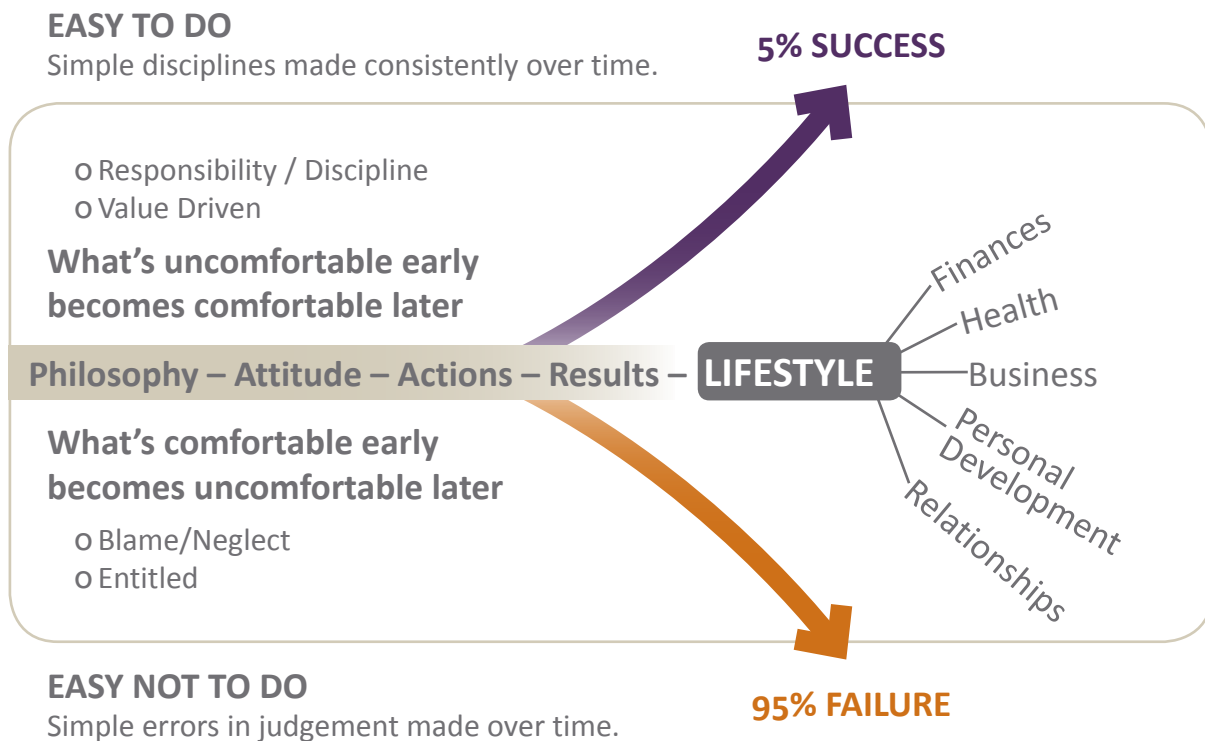 EASY TO DO
Simple disciplines made consistently over time.
5% SUCCESS
o Responsibility / Discipline
o Value Driven
What’s uncomfortable early
becomes comfortable later
Philosophy – Attitude – Actions – Results – LIFESTYLE
Finances
Health
Business
Personal
Development
Relationships
What’s comfortable early
becomes uncomfortable later
o Blame/Neglect
o Entitled
EASY NOT TO DO
Simple errors in judgement made over time.
95% FAILURE